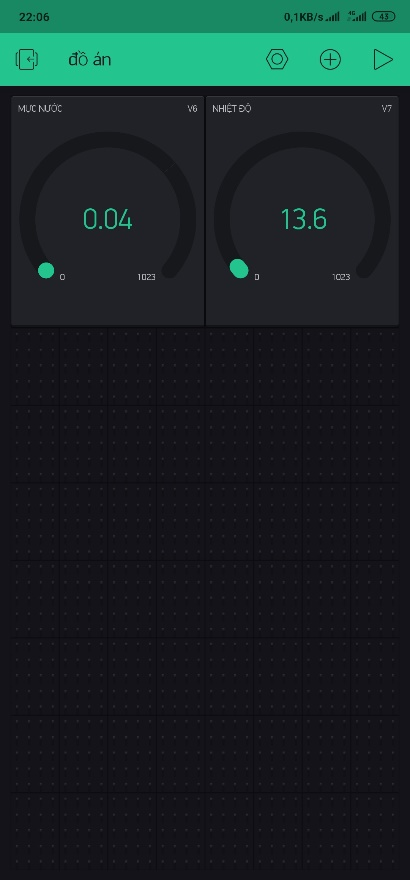 22:06 0,1KB/s 4G 43
đồ án
MỰC NƯỚC V6
NHIỆT ĐỘ V7
0.04
13.6
0 1023
0 1023